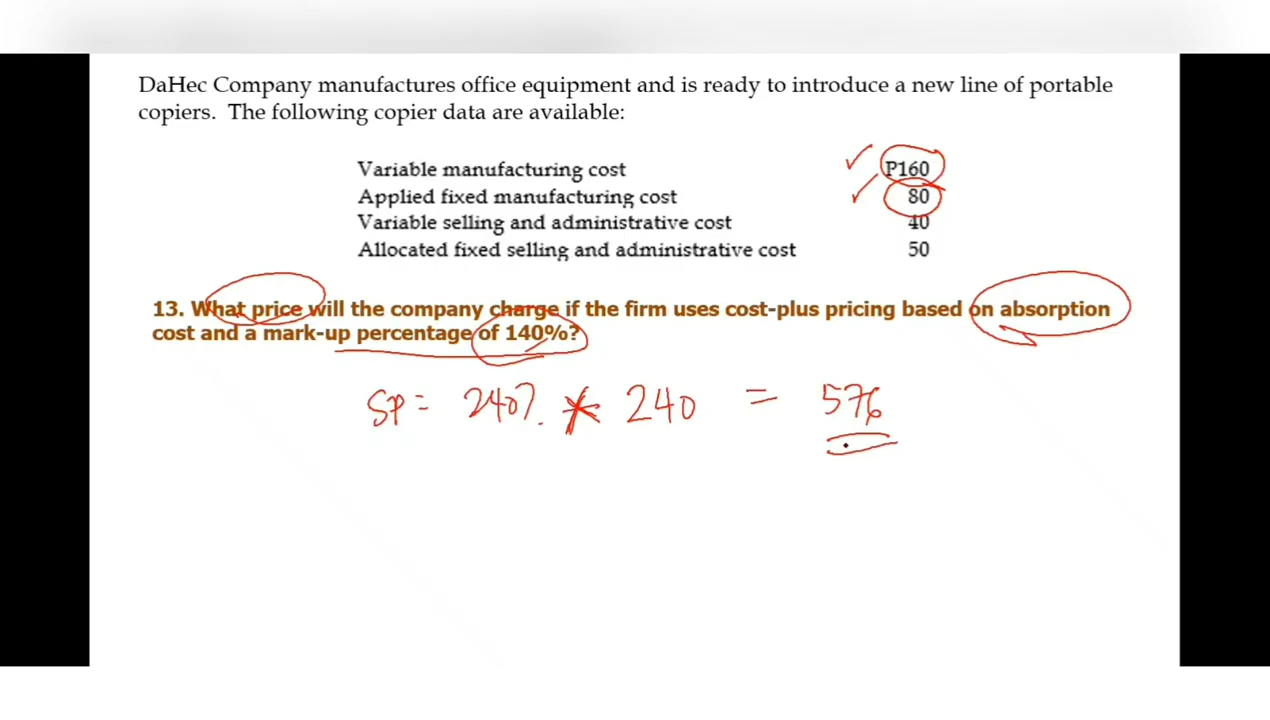 DaHec Company manufactures office equipment and is ready to introduce a new line of portable
copiers. The following copier data are available:
Variable manufacturing cost P160
Applied fixed manufacturing cost 80
Variable selling and administrative cost 40
Allocated fixed selling and administrative cost 50
13. What price will the company charge if the firm uses cost-plus pricing based on absorption
cost and a mark-up percentage of 140%?
SP = 240% * 240 = 576